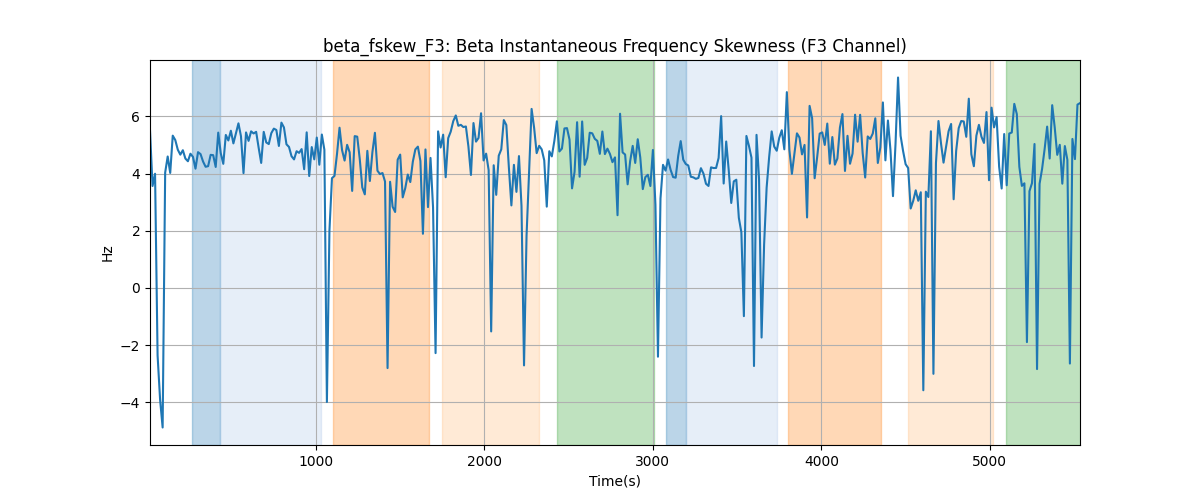 beta_fskew_F3: Beta Instantaneous Frequency Skewness (F3 Channel)
Hz
6
4
2
0
−2
−4
1000 2000 3000 4000 5000
Time(s)